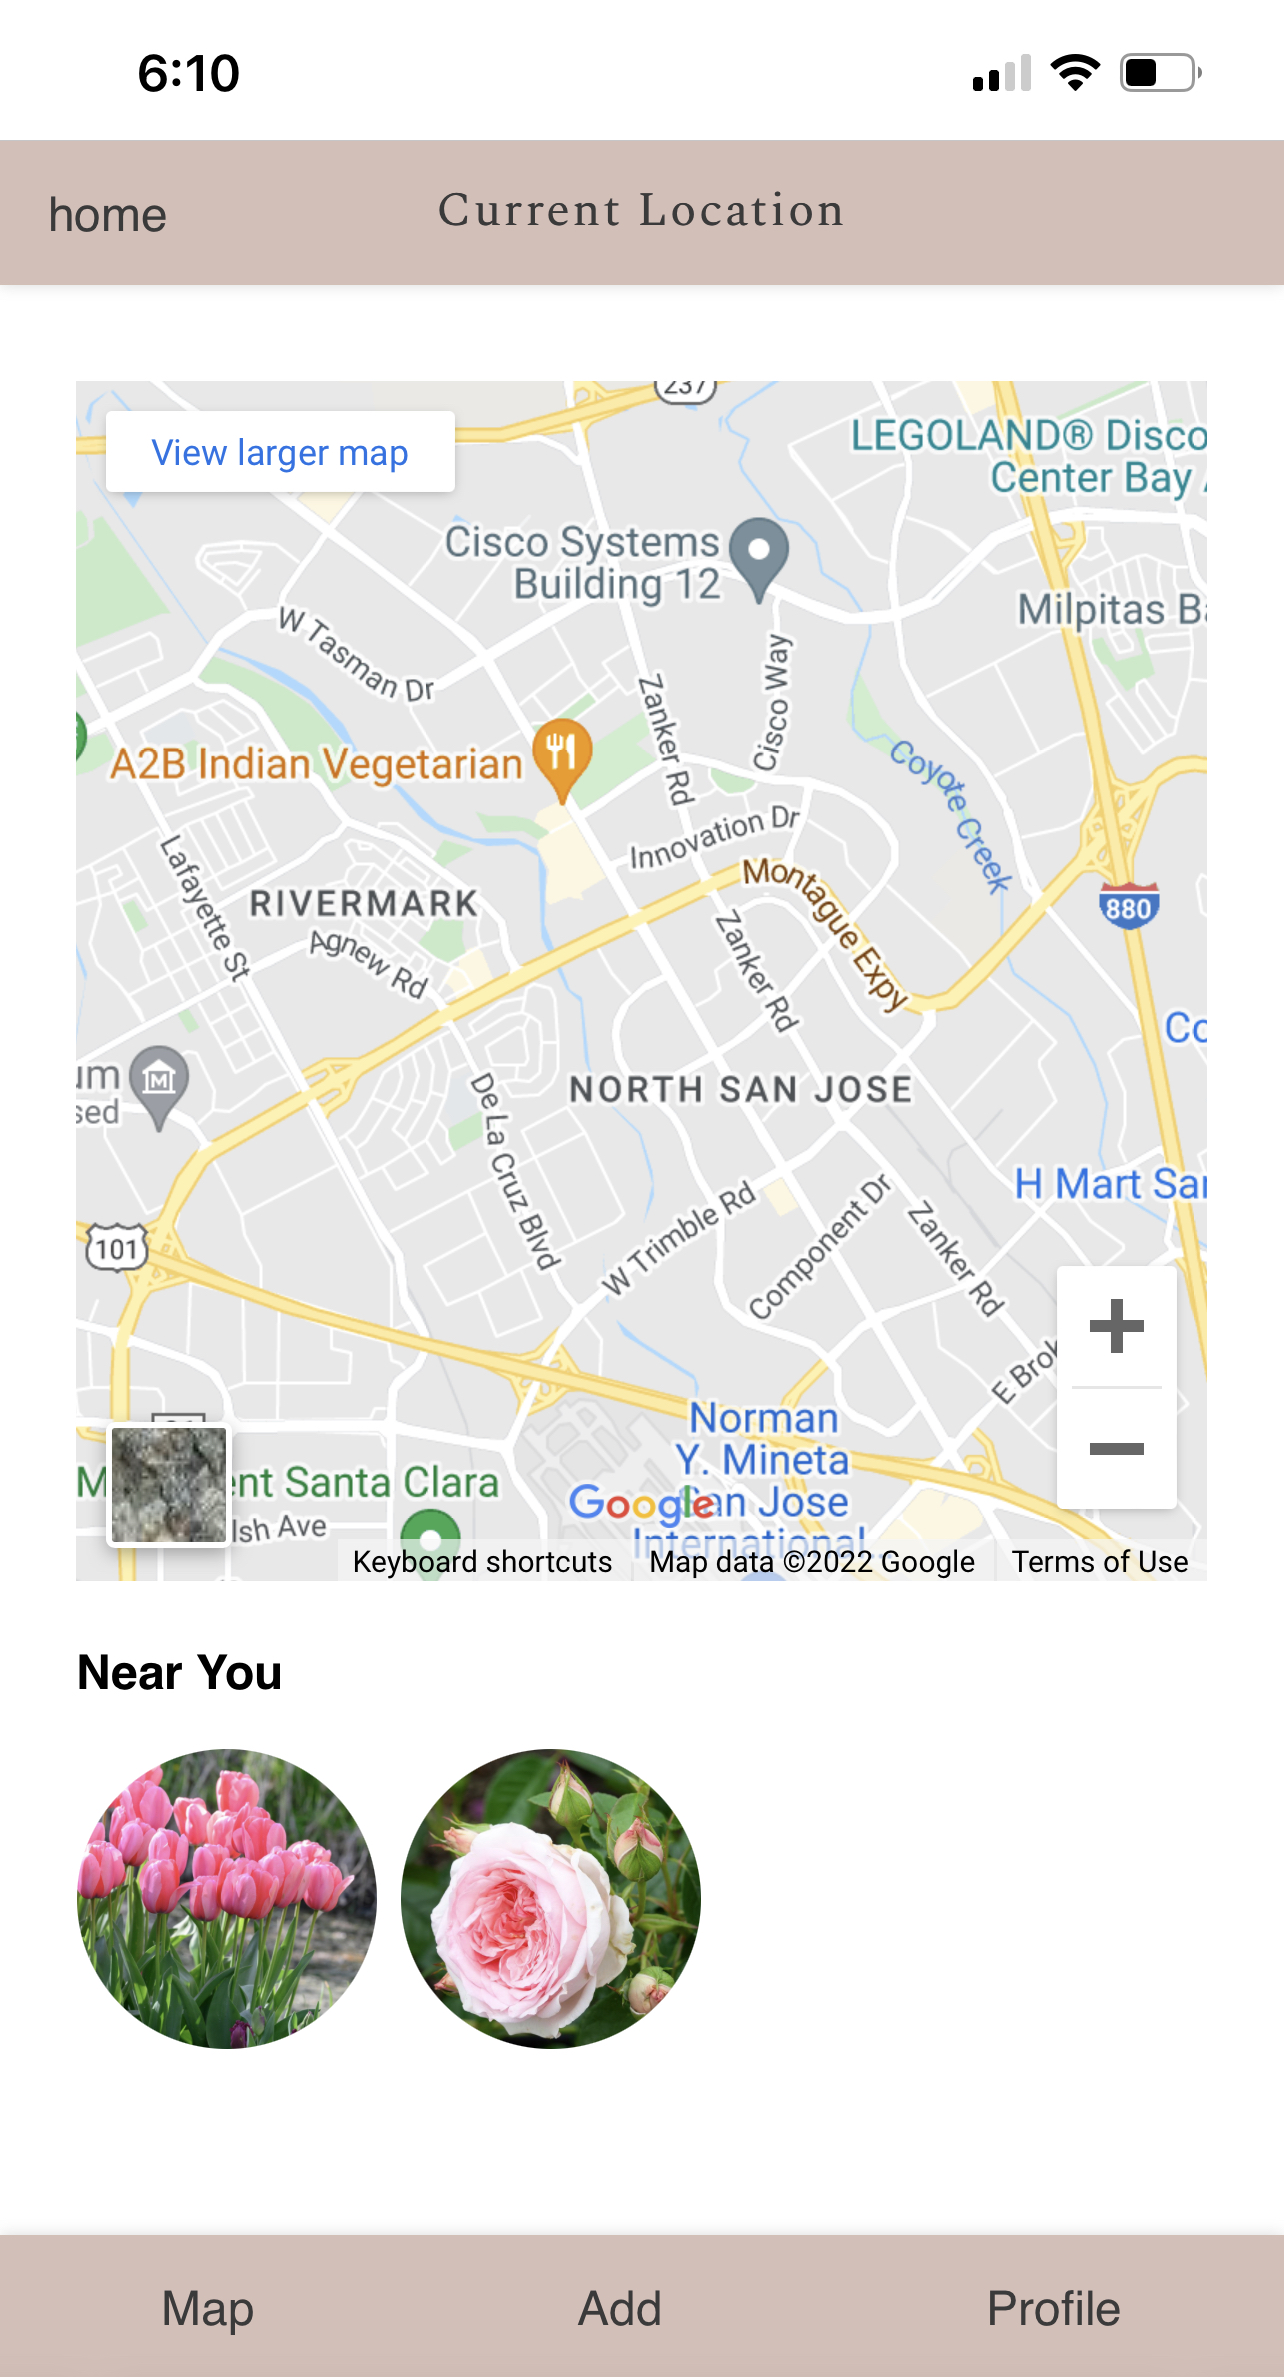 6:10
home
Current Location
237
View larger map
LEGOLAND® Disco
Center Bay
Cisco Systems
Building 12
Milpitas
W Tasman Dr
Zanker Rd
Cisco Way
A2B Indian Vegetarian
Coyote Creek
Innovation Dr
Lafayette St
Montague Expy
RIVERMARK
880
Agnew Rd
Zanker Rd
Co
um
sed
M
De La Cruz Blvd
NORTH SAN JOSE
H Mart
W Trimble Rd
Component Dr
Zanker Rd
101
E Brok
Norman
Y. Mineta
San Jose
International
M ent Santa Clara
Google
lsh Ave
Keyboard shortcuts
Map data ©2022 Google
Terms of Use
Near You
Map
Add
Profile